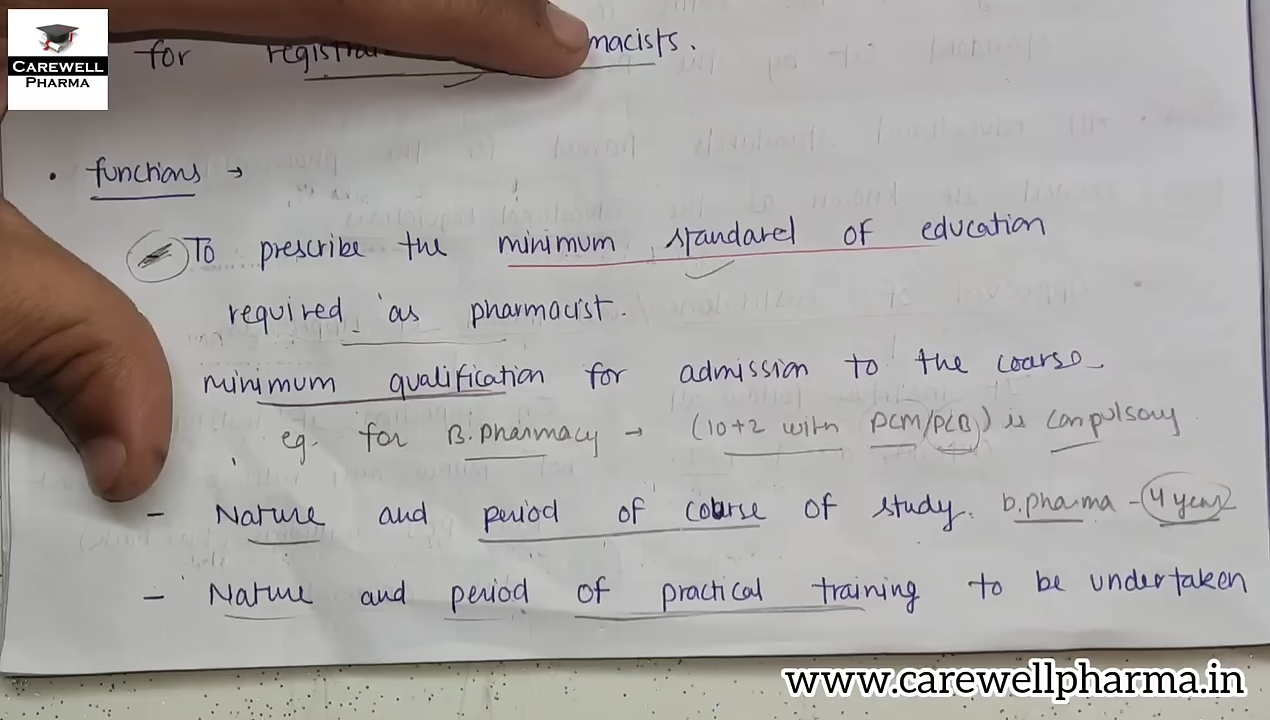 CAREWELL
PHARMA
for macists.
• functions →
To prescribe the minimum standard of education
required as pharmacist.
minimum qualification for admission to the coarse
eg. for B.pharmacy → (10+2 with PCM/PCB) is compulsory
- Nature and period of course of study. b.pharma - 4 year
- Nature and period of practical training to be undertaken
www.carewellpharma.in